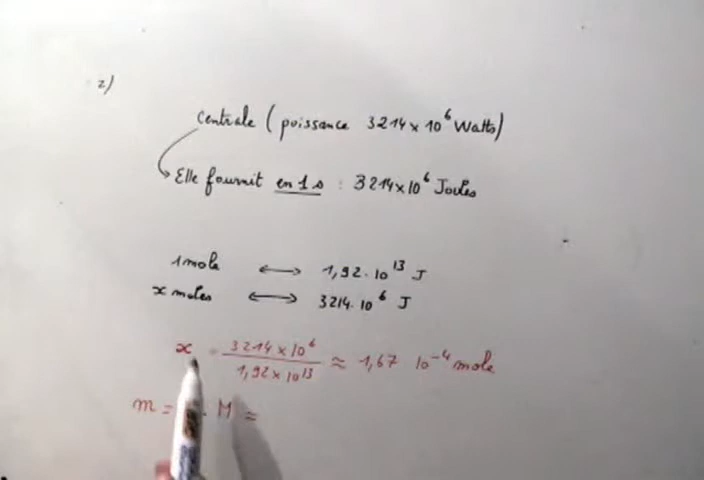 2)
Centrale (puissance 3214 × 10⁶ Watts)
Elle fournit en 1 s : 3214 × 10⁶ Joules
1 mole ⟷ 1,92 . 10¹³ J
x moles ⟷ 3214 . 10⁶ J
x = 3214 × 10⁶ / 1,92 × 10¹³ ≈ 1,67 10⁻⁴ mole
m = . M ≈